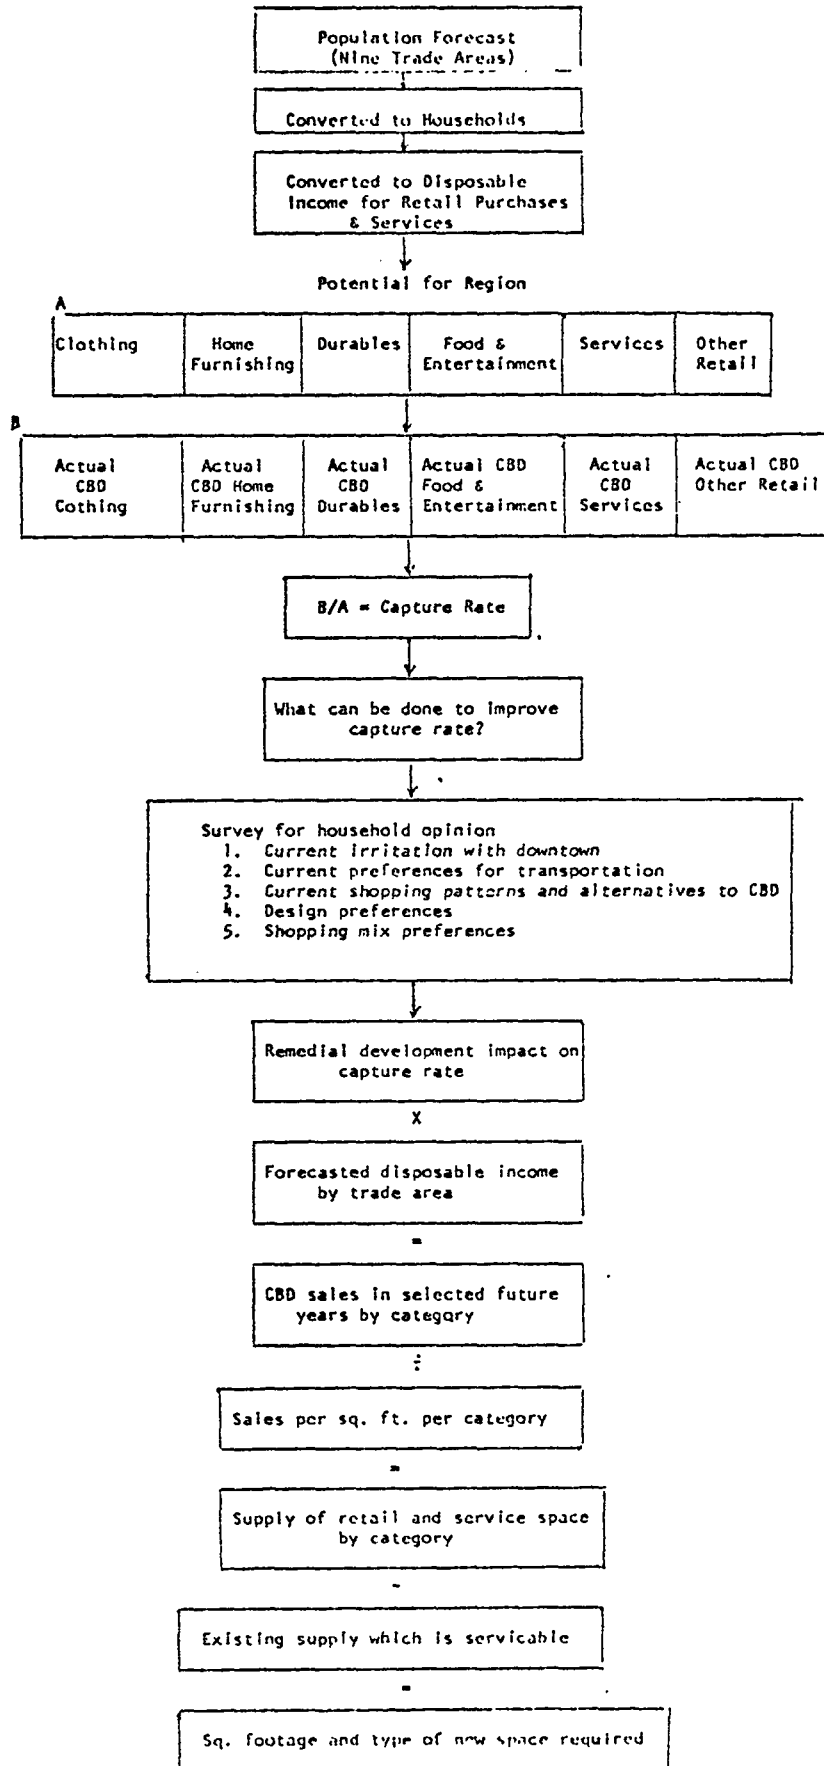 Population Forecast
(Nine Trade Areas)
Converted to Households
Converted to Disposable
Income for Retail Purchases
& Services
Potential for Region
A
Clothing
Home
Furnishing
Durables
Food &
Entertainment
Services
Other
Retail
B
Actual
CBD
Cothing
Actual
CBD Home
Furnishing
Actual
CBD
Durables
Actual CBD
Food &
Entertainment
Actual
CBD
Services
Actual CBD
Other Retail
B/A = Capture Rate
What can be done to improve
capture rate?
Survey for household opinion
1. Current irritation with downtown
2. Current preferences for transportation
3. Current shopping patterns and alternatives to CBD
4. Design preferences
5. Shopping mix preferences
Remedial development impact on
capture rate
X
Forecasted disposable income
by trade area
=
CBD sales in selected future
years by category
÷
Sales per sq. ft. per category
=
Supply of retail and service space
by category
-
Existing supply which is servicable
=
Sq. footage and type of new space required